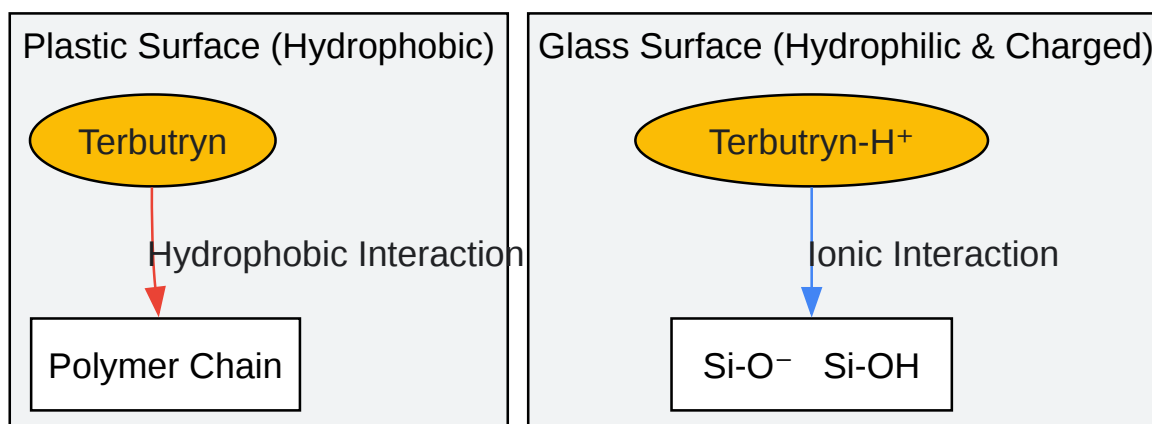 Plastic Surface (Hydrophobic)
Terbutryn
Hydrophobic Interaction
Polymer Chain
Glass Surface (Hydrophilic & Charged)
Terbutryn-H⁺
Ionic Interaction
Si-O⁻ Si-OH